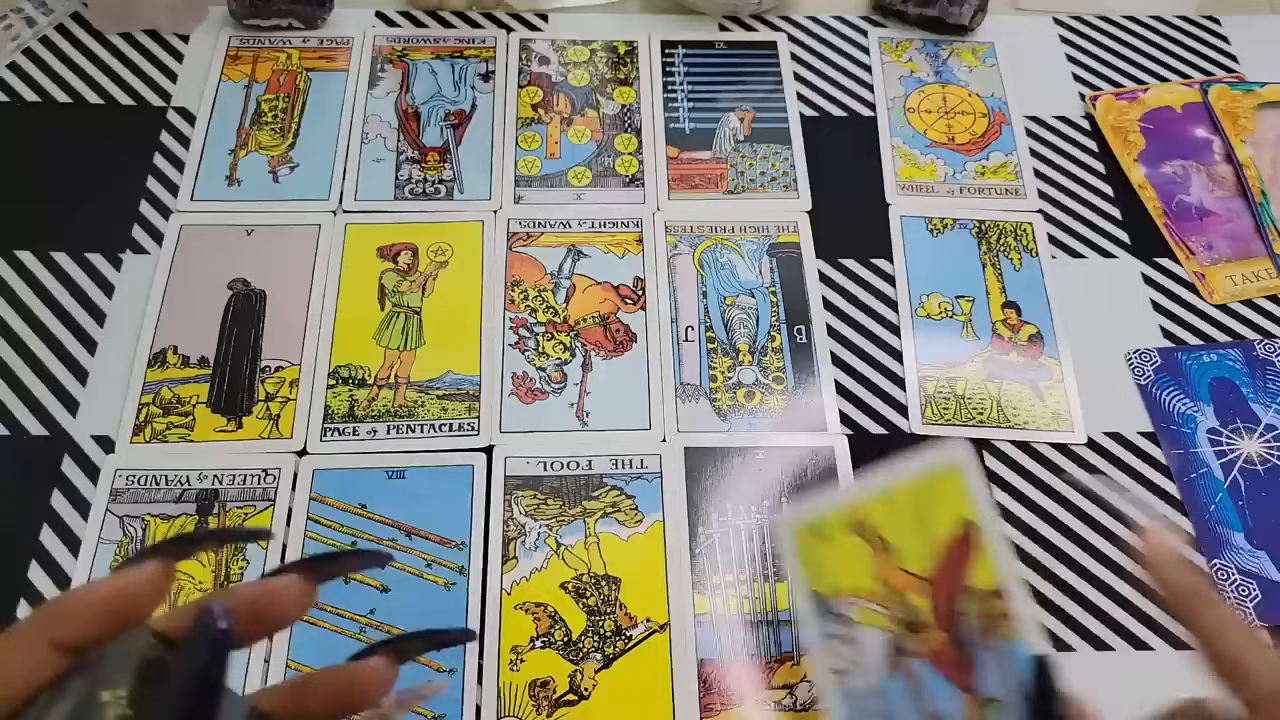 PAGE of WANDS.
KING of SWORDS.
X
IX
WHEEL of FORTUNE
V
PAGE of PENTACLES.
KNIGHT of WANDS.
THE HIGH PRIESTESS
B
J
IV
TAKE
69
QUEEN of WANDS.
VIII
THE FOOL.
X